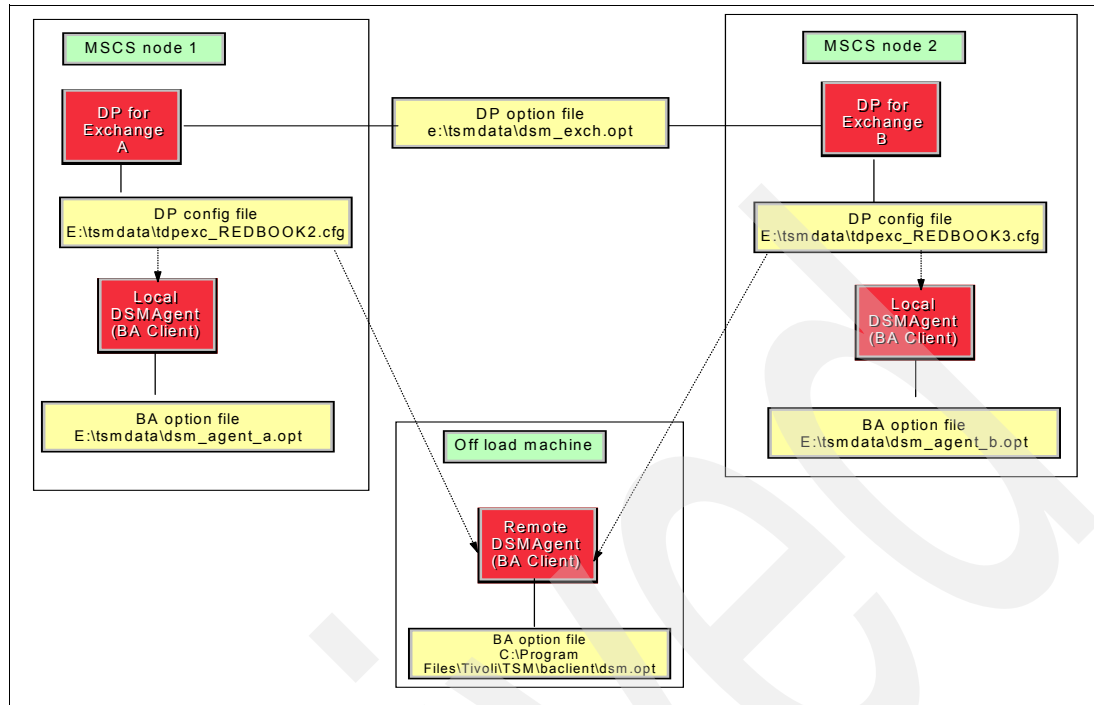 MSCS node 1
MSCS node 2
DP for
Exchange
A
DP option file
e:\tsmdata\dsm_exch.opt
DP for
Exchange
B
DP config file
E:\tsmdata\tdpexc_REDBOOK2.cfg
DP config file
E:\tsmdata\tdpexc_REDBOOK3.cfg
Local
DSMAgent
(BA Client)
Local
DSMAgent
(BA Client)
BA option file
E:\tsmdata\dsm_agent_a.opt
BA option file
E:\tsmdata\dsm_agent_b.opt
Off load machine
Remote
DSMAgent
(BA Client)
BA option file
C:\Program
Files\Tivoli\TSM\baclient\dsm.opt